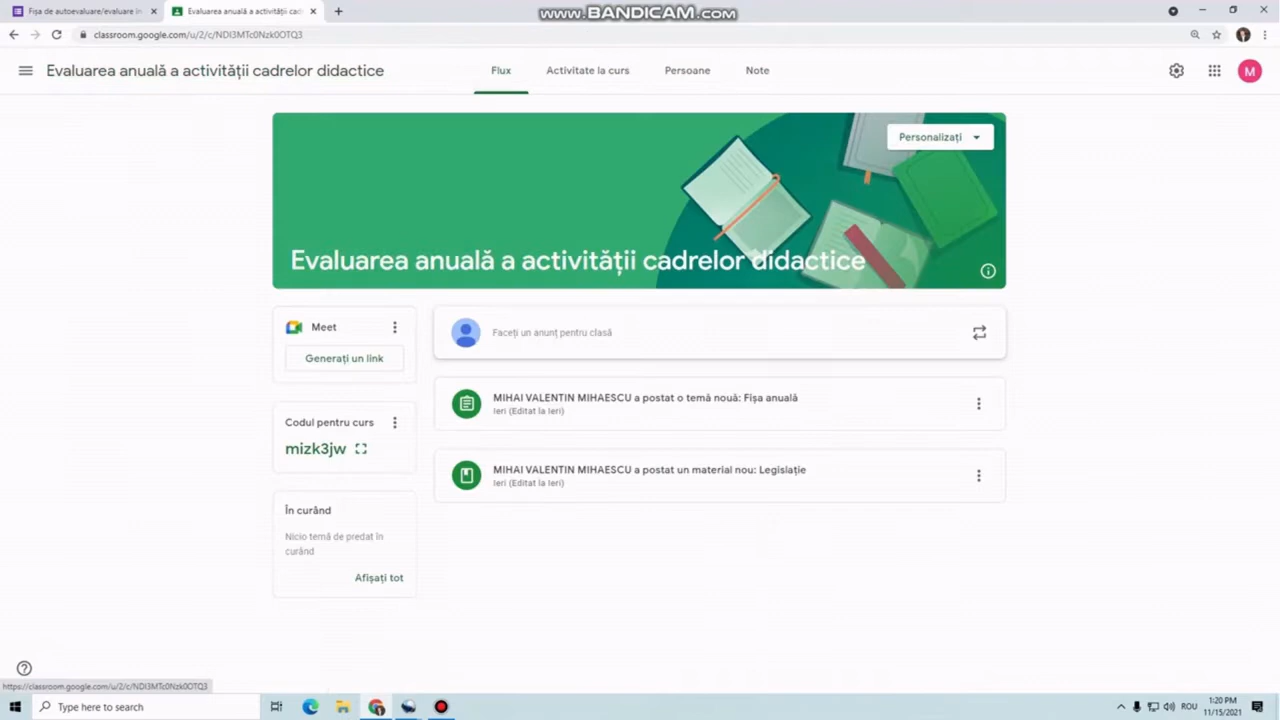 Fișa de autoevaluare/evaluare în
Evaluarea anuală a activității cadr
www.BANDICAM.com
classroom.google.com/u/2/c/NDI3MTc0Nzk0OTQ3
Evaluarea anuală a activității cadrelor didactice
Flux
Activitate la curs
Persoane
Note
M
Personalizați
Evaluarea anuală a activității cadrelor didactice
Meet
Generați un link
Faceți un anunț pentru clasă
MIHAI VALENTIN MIHAESCU a postat o temă nouă: Fișa anuală
Ieri (Editat la Ieri)
Codul pentru curs
mizk3jw
MIHAI VALENTIN MIHAESCU a postat un material nou: Legislație
Ieri (Editat la Ieri)
În curând
Nicio temă de predat în
curând
Afișați tot
https://classroom.google.com/u/2/c/NDI3MTc0Nzk0OTQ3
Type here to search
ROU
1:20 PM
11/15/2021